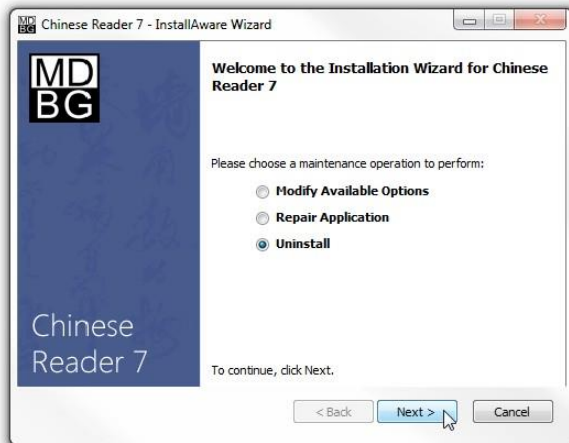 Chinese Reader 7 - InstallAware Wizard
MD
BG
Welcome to the Installation Wizard for Chinese
Reader 7
Please choose a maintenance operation to perform:
Modify Available Options
Repair Application
Uninstall
Chinese
Reader 7
To continue, click Next.
< Back
Next >
Cancel